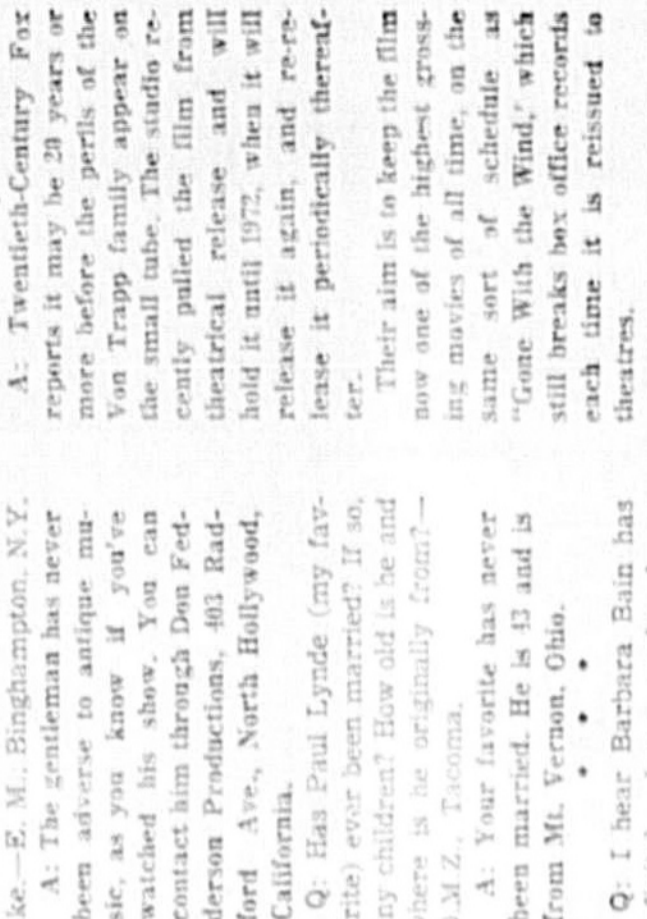 ke.—E. M., Binghampton, N.Y.
A: The gentleman has never
been adverse to antique mu-
sic, as you know if you've
watched his show. You can
contact him through Don Fed-
derson Productions, 403 Rad-
ford Ave., North Hollywood,
California.
Q: Has Paul Lynde (my fav-
rite) ever been married? If so,
ny children? How old is he and
where is he originally from?—
.M.Z., Tacoma.
A: Your favorite has never
been married. He is 43 and is
from Mt. Vernon, Ohio.
• • •
Q: I hear Barbara Bain has
A: Twentieth-Century Fox
reports it may be 20 years or
more before the perils of the
Von Trapp family appear on
the small tube. The studio re-
cently pulled the film from
theatrical release and will
hold it until 1972, when it will
release it again, and re-re-
lease it periodically thereaf-
ter.
Their aim is to keep the film
now one of the highest gross-
ing movies of all time, on the
same sort of schedule as
"Gone With the Wind,' which
still breaks box office records
each time it is reissued to
theatres.